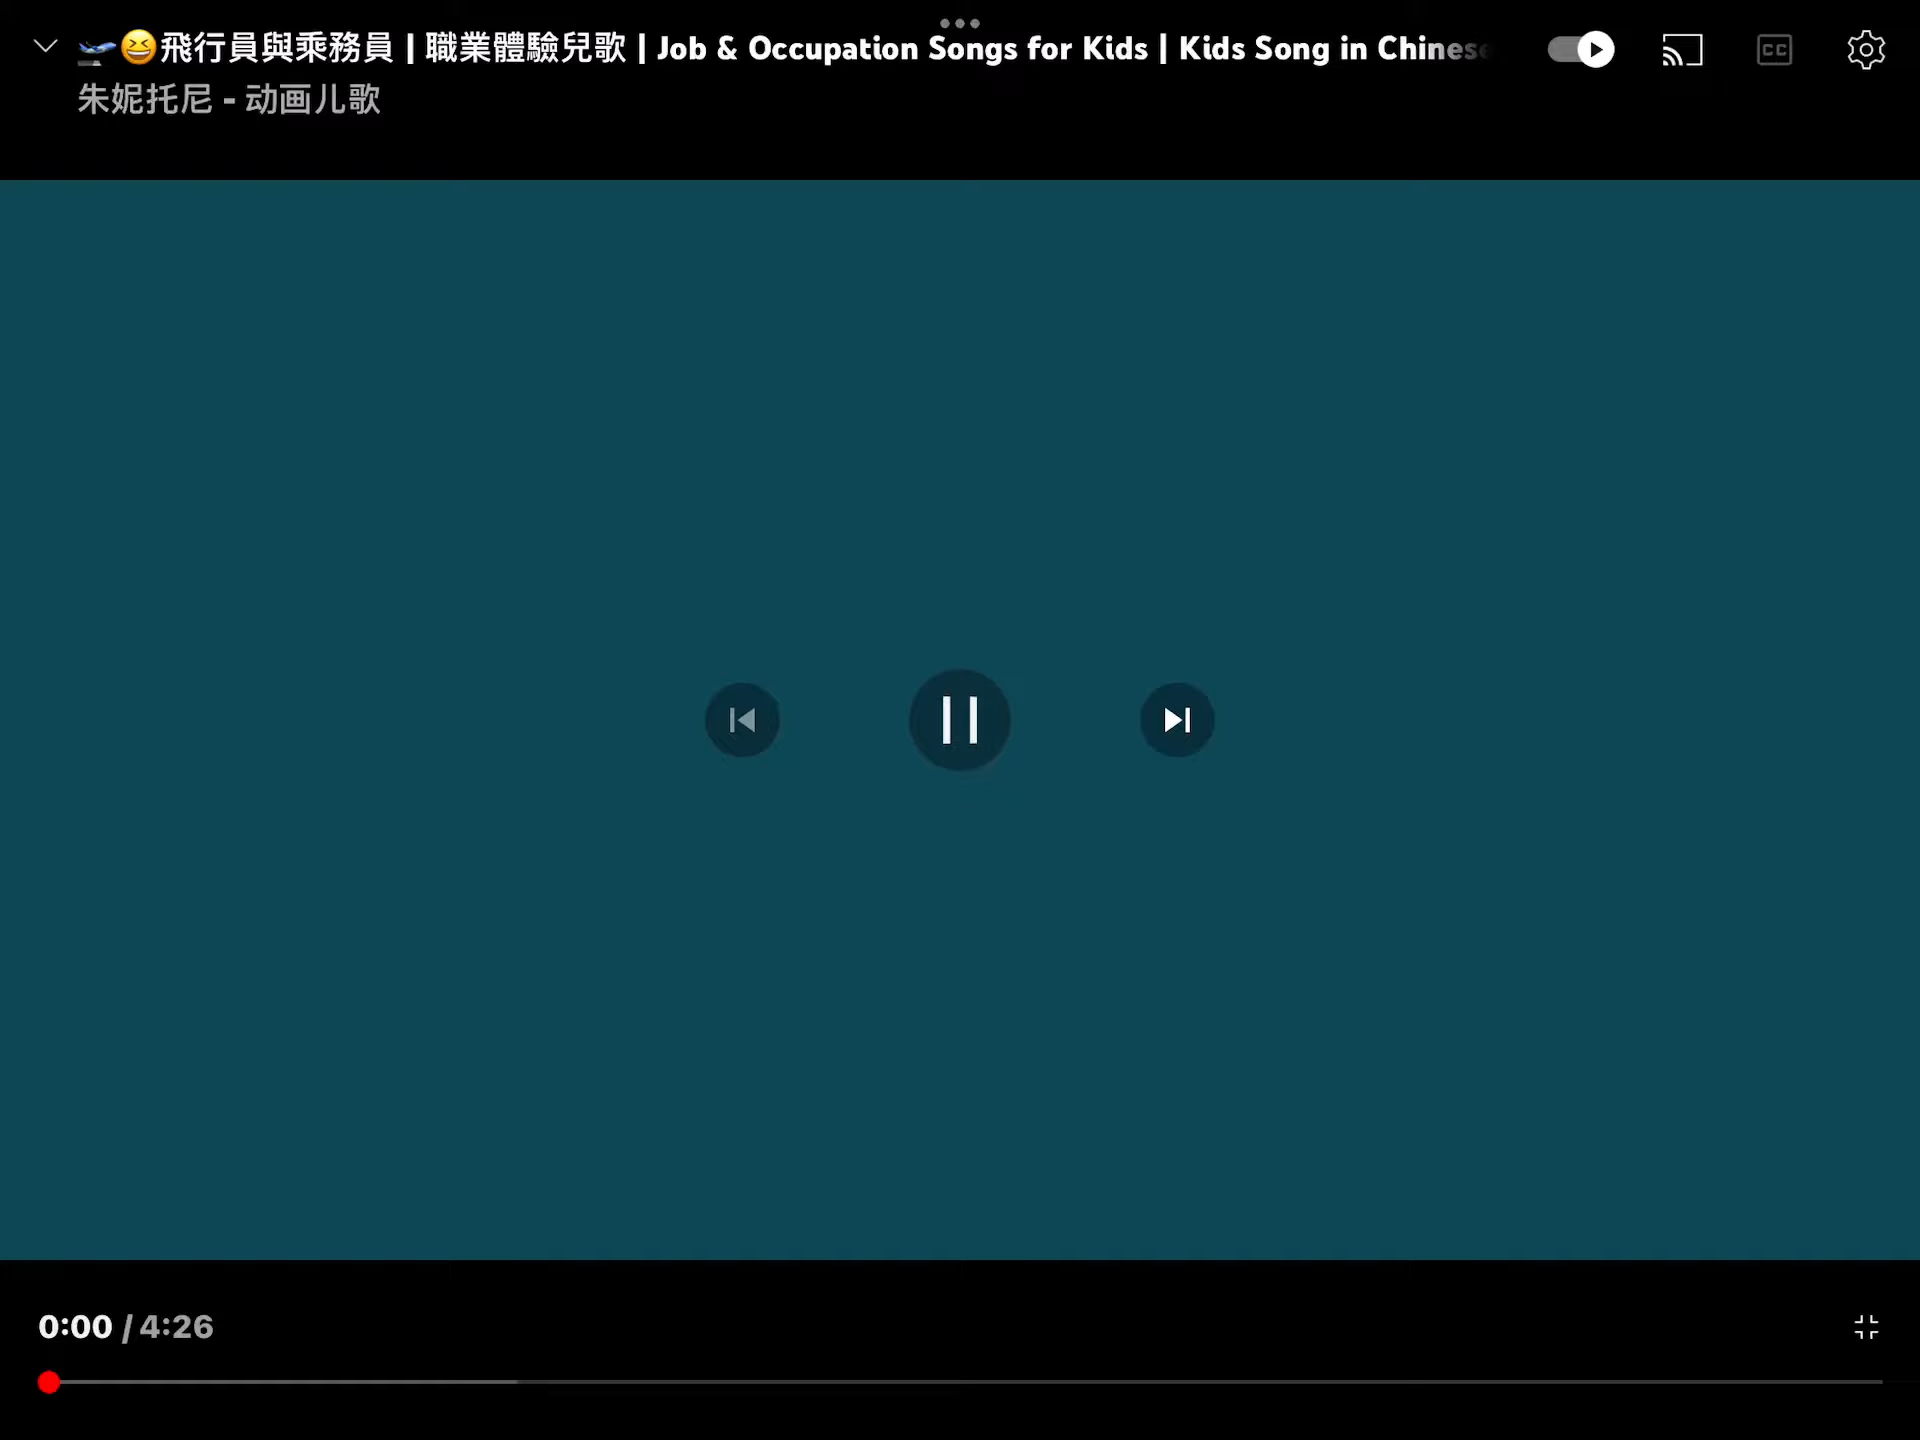 🛫😆飛行員與乘務員 | 職業體驗兒歌 | Job & Occupation Songs for Kids | Kids Song in Chinese
朱妮托尼 - 动画儿歌
CC
0:00 / 4:26